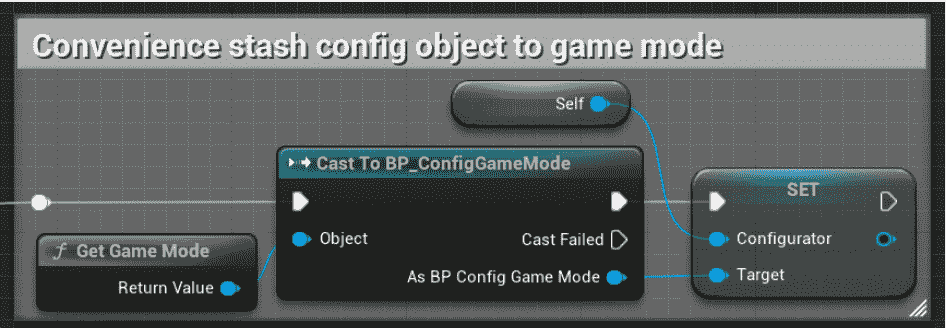 Convenience stash config object to game mode
Self
Cast To BP_ConfigGameMode
SET
Object
Cast Failed
Configurator
f Get Game Mode
Return Value
As BP Config Game Mode
Target